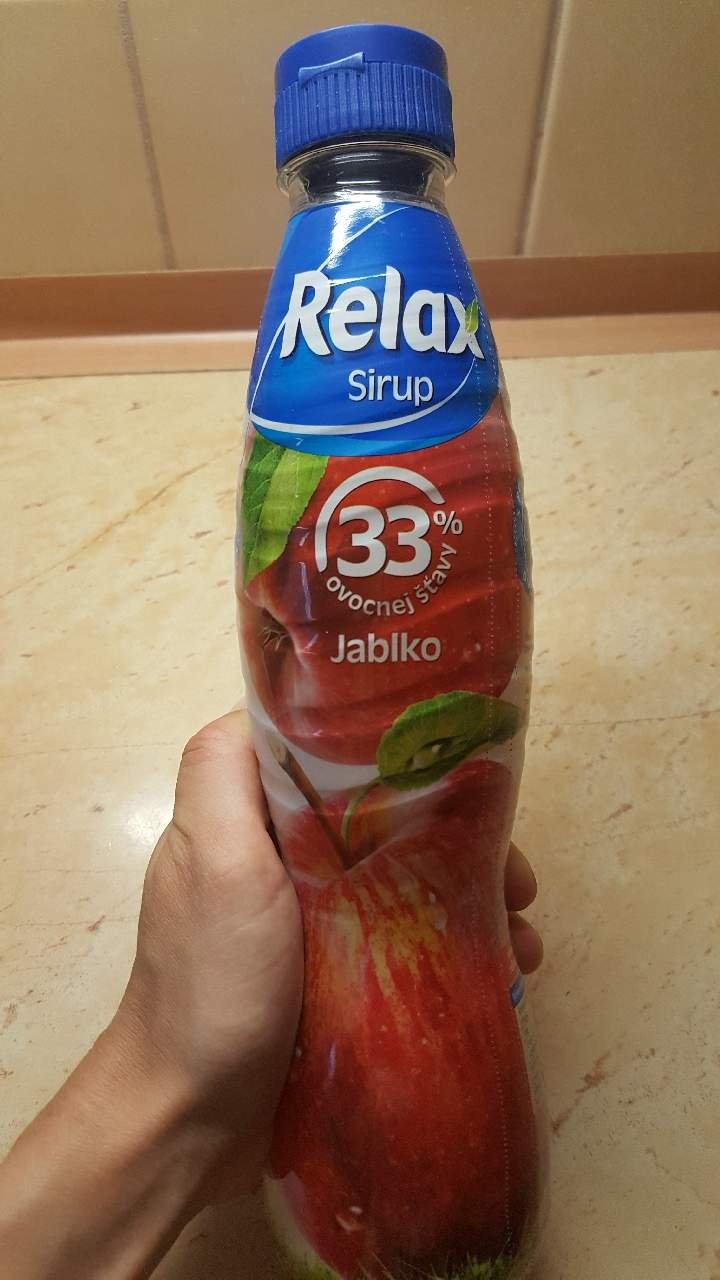 Relax
Sirup
33%
ovocnej šťavy
Jablko